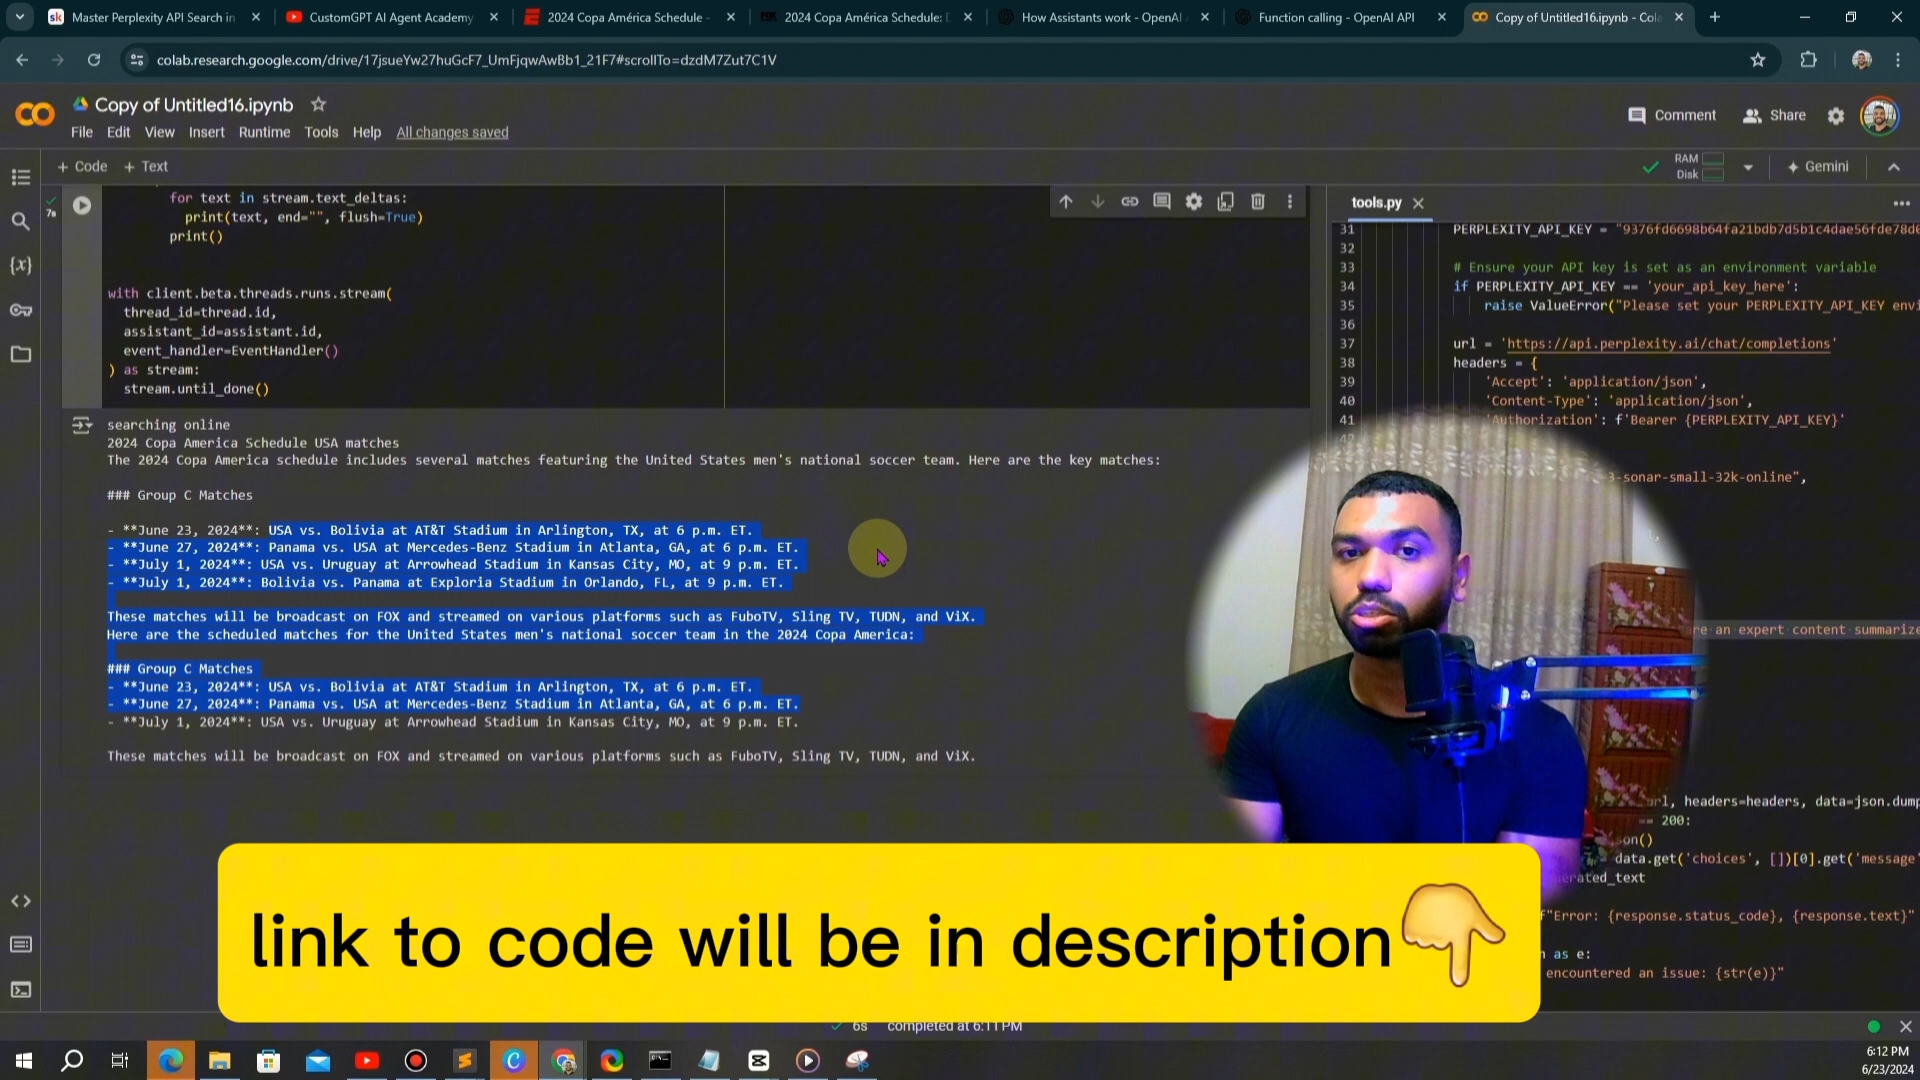 Master Perplexity API Search in
CustomGPT AI Agent Academy
2024 Copa América Schedule -
2024 Copa América Schedule: D
How Assistants work - OpenAI
Function calling - OpenAI API
Copy of Untitled16.ipynb - Cola
colab.research.google.com/drive/17jsueYw27huGcF7_UmFjqwAwBb1_21F7#scrollTo=dzdM7Zut7C1V
Copy of Untitled16.ipynb
Comment
Share
File Edit View Insert Runtime Tools Help All changes saved
+ Code + Text
RAM
Disk
Gemini
7s
for text in stream.text_deltas:
print(text, end="", flush=True)
print()
with client.beta.threads.runs.stream(
thread_id=thread.id,
assistant_id=assistant.id,
event_handler=EventHandler()
) as stream:
stream.until_done()
searching online
2024 Copa America Schedule USA matches
The 2024 Copa America schedule includes several matches featuring the United States men's national soccer team. Here are the key matches:
### Group C Matches
- **June 23, 2024**: USA vs. Bolivia at AT&T Stadium in Arlington, TX, at 6 p.m. ET.
- **June 27, 2024**: Panama vs. USA at Mercedes-Benz Stadium in Atlanta, GA, at 6 p.m. ET.
- **July 1, 2024**: USA vs. Uruguay at Arrowhead Stadium in Kansas City, MO, at 9 p.m. ET.
- **July 1, 2024**: Bolivia vs. Panama at Exploria Stadium in Orlando, FL, at 9 p.m. ET.
These matches will be broadcast on FOX and streamed on various platforms such as FuboTV, Sling TV, TUDN, and ViX.
Here are the scheduled matches for the United States men's national soccer team in the 2024 Copa America:
### Group C Matches
- **June 23, 2024**: USA vs. Bolivia at AT&T Stadium in Arlington, TX, at 6 p.m. ET.
- **June 27, 2024**: Panama vs. USA at Mercedes-Benz Stadium in Atlanta, GA, at 6 p.m. ET.
- **July 1, 2024**: USA vs. Uruguay at Arrowhead Stadium in Kansas City, MO, at 9 p.m. ET.
These matches will be broadcast on FOX and streamed on various platforms such as FuboTV, Sling TV, TUDN, and ViX.
tools.py
31 PERPLEXITY_API_KEY = "9376fd6698b64fa21bdb7d5b1c4dae56fde78d
32
33 # Ensure your API key is set as an environment variable
34 if PERPLEXITY_API_KEY == 'your_api_key_here':
35 raise ValueError("Please set your PERPLEXITY_API_KEY envi
36
37 url = 'https://api.perplexity.ai/chat/completions'
38 headers = {
39 'Accept': 'application/json',
40 'Content-Type': 'application/json',
41 'Authorization': f'Bearer {PERPLEXITY_API_KEY}'
3-sonar-small-32k-online",
re an expert content summarize
url, headers=headers, data=json.dump
== 200:
son()
data.get('choices', [])[0].get('message'
erated_text
f"Error: {response.status_code}, {response.text}"
n as e:
encountered an issue: {str(e)}"
link to code will be in description
6s completed at 6:11 PM
6:12 PM
6/23/2024